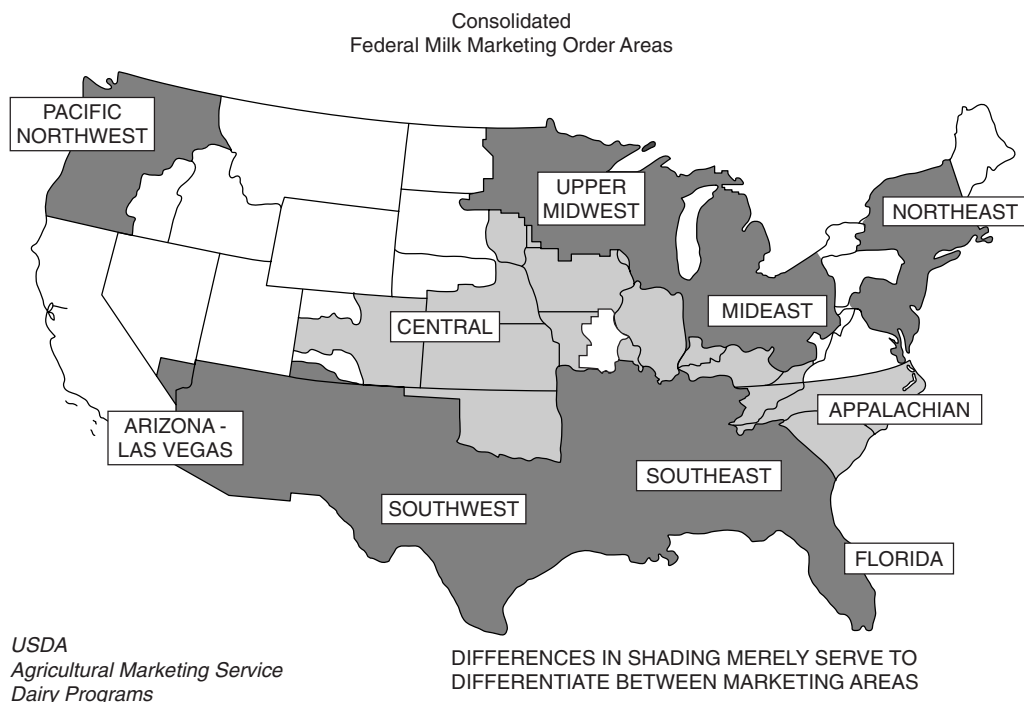 Consolidated
Federal Milk Marketing Order Areas
PACIFIC
NORTHWEST
UPPER
MIDWEST
NORTHEAST
MIDEAST
CENTRAL
APPALACHIAN
ARIZONA -
LAS VEGAS
SOUTHEAST
SOUTHWEST
FLORIDA
USDA
Agricultural Marketing Service
Dairy Programs
DIFFERENCES IN SHADING MERELY SERVE TO
DIFFERENTIATE BETWEEN MARKETING AREAS